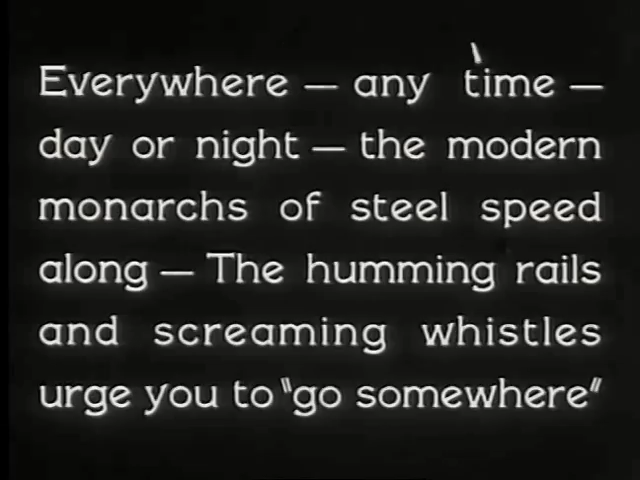 Everywhere — any time —
day or night — the modern
monarchs of steel speed
along — The humming rails
and screaming whistles
urge you to "go somewhere"